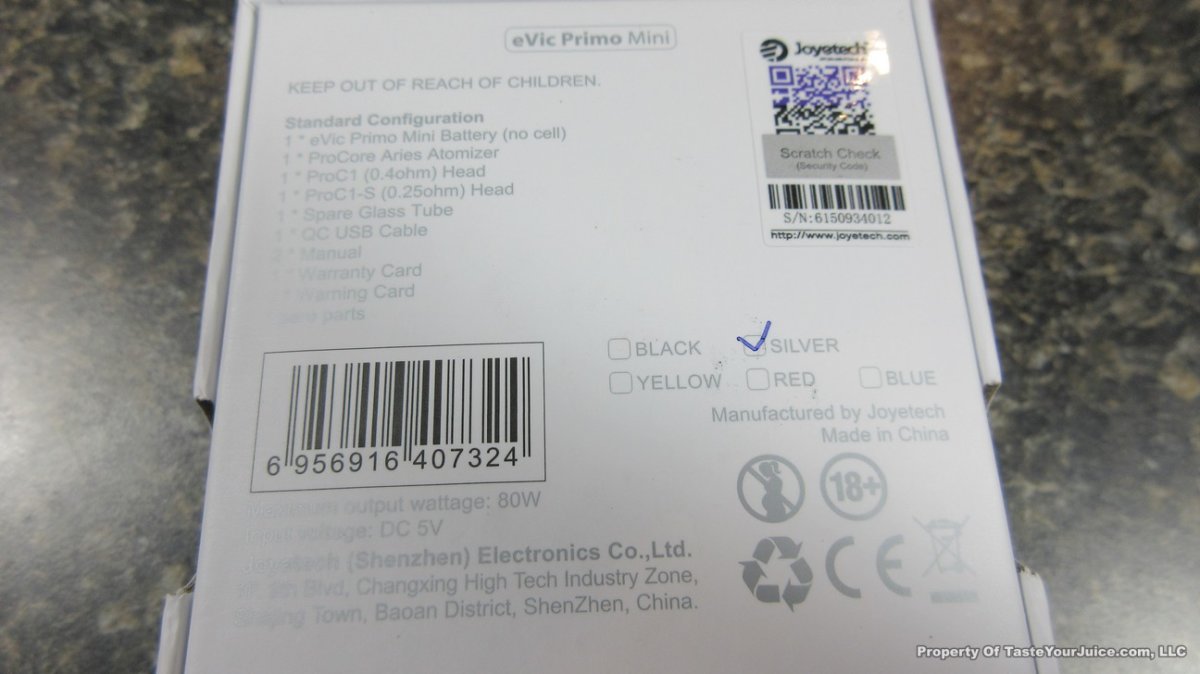 eVic Primo Mini
KEEP OUT OF REACH OF CHILDREN.
Standard Configuration
1 * eVic Primo Mini Battery (no cell)
1 * ProCore Aries Atomizer
1 * ProC1 (0.4ohm) Head
1 * ProC1-S (0.25ohm) Head
1 * Spare Glass Tube
1 * QC USB Cable
* Manual
* Warranty Card
Warning Card
parts
Joyetech
Scratch Check
(Security Code)
S/N:6150934012
http://www.joyetech.com
BLACK
SILVER
YELLOW
RED
BLUE
Manufactured by Joyetech
Made in China
18+
CE
6 956916 407324
Maximum output wattage: 80W
Input voltage: DC 5V
Joyetech (Shenzhen) Electronics Co.,Ltd.
Blvd, Changxing High Tech Industry Zone,
Town, Baoan District, ShenZhen, China.
Property Of TasteYourJuice.com, LLC